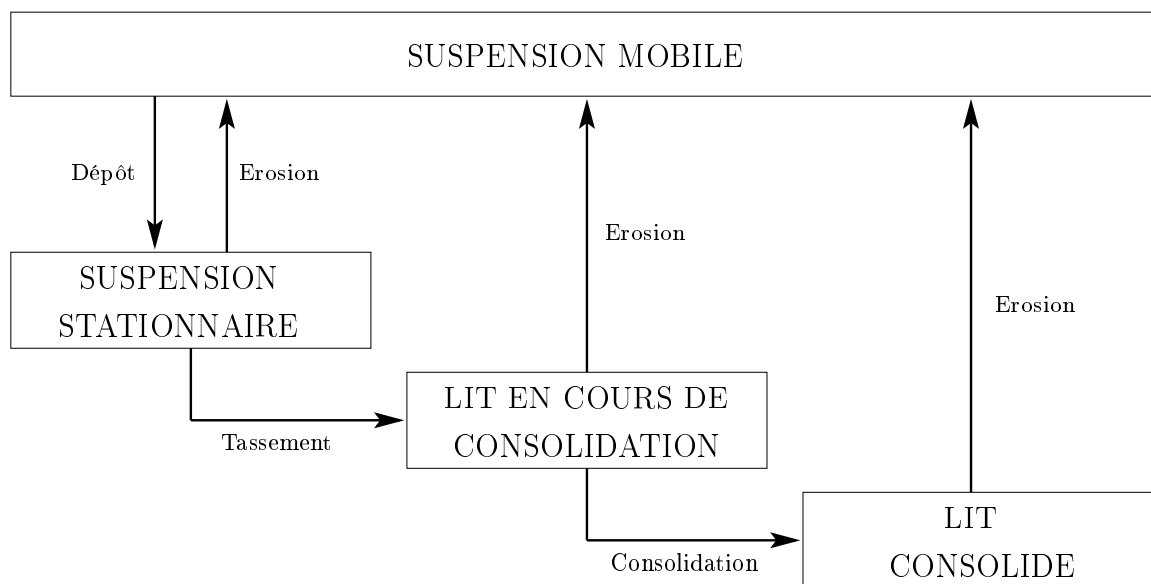 SUSPENSION MOBILE
Dépôt
Erosion
Erosion
SUSPENSION
STATIONNAIRE
Erosion
LIT EN COURS DE
CONSOLIDATION
Tassement
LIT
CONSOLIDE
Consolidation